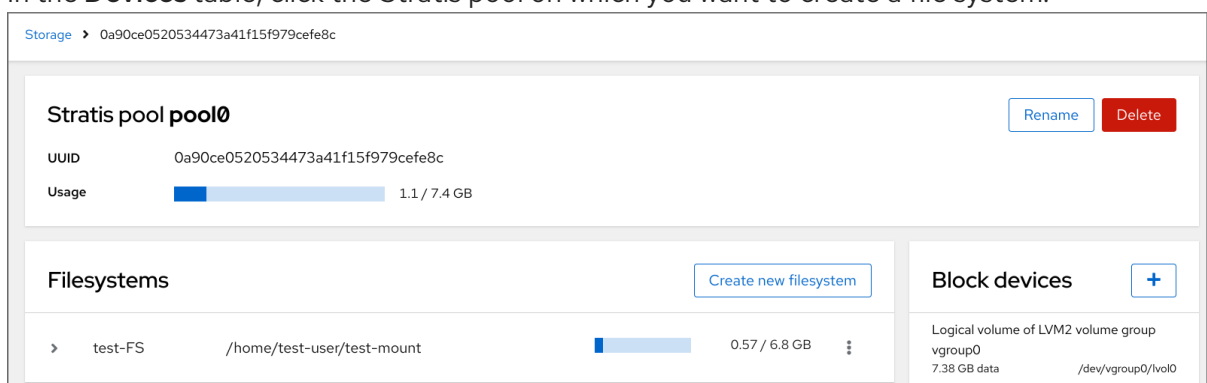 In the Devices table, click the Stratis pool on which you want to create a file system.
Storage > 0a90ce0520534473a41f15f979cefe8c
Stratis pool pool0
Rename
Delete
UUID 0a90ce0520534473a41f15f979cefe8c
Usage 1.1 / 7.4 GB
Filesystems
Create new filesystem
test-FS /home/test-user/test-mount 0.57 / 6.8 GB
Block devices
+
Logical volume of LVM2 volume group
vgroup0
7.38 GB data /dev/vgroup0/lvol0